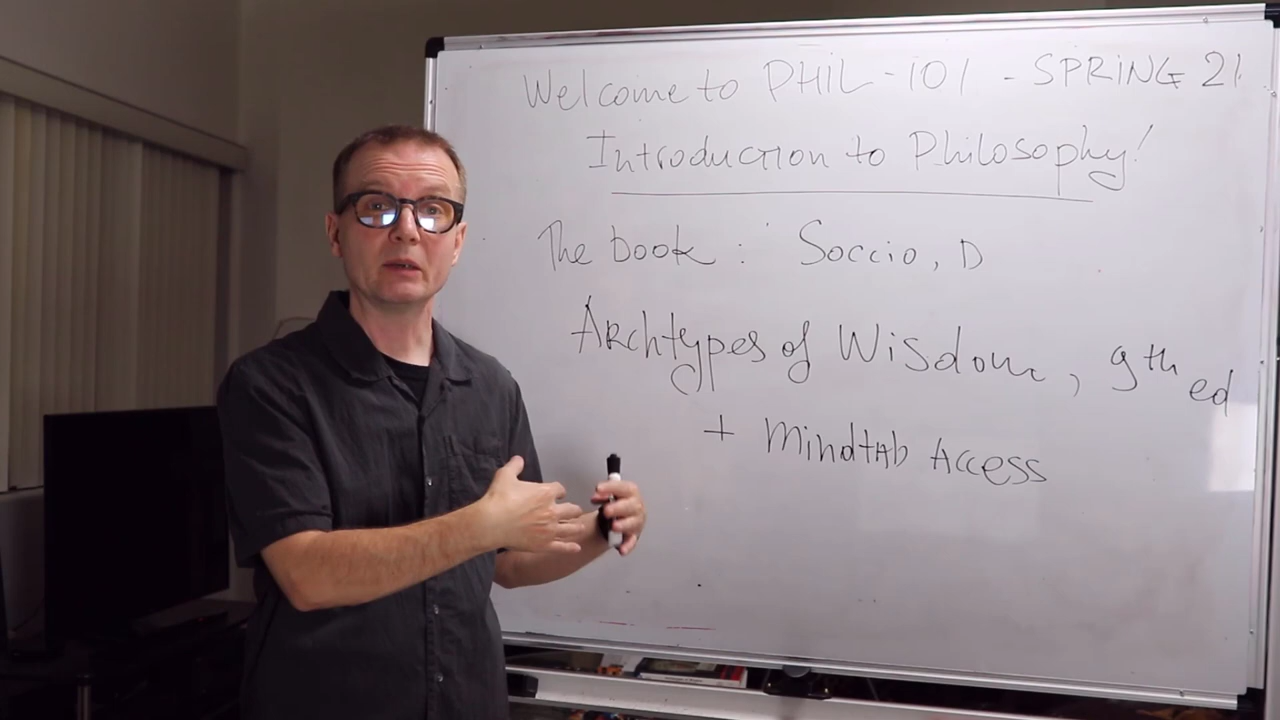 Welcome to PHIL-101 - SPRING 21
Introduction to Philosophy!
The book: Soccio, D
Archtypes of Wisdom, 9th ed
+ Mindtab Access